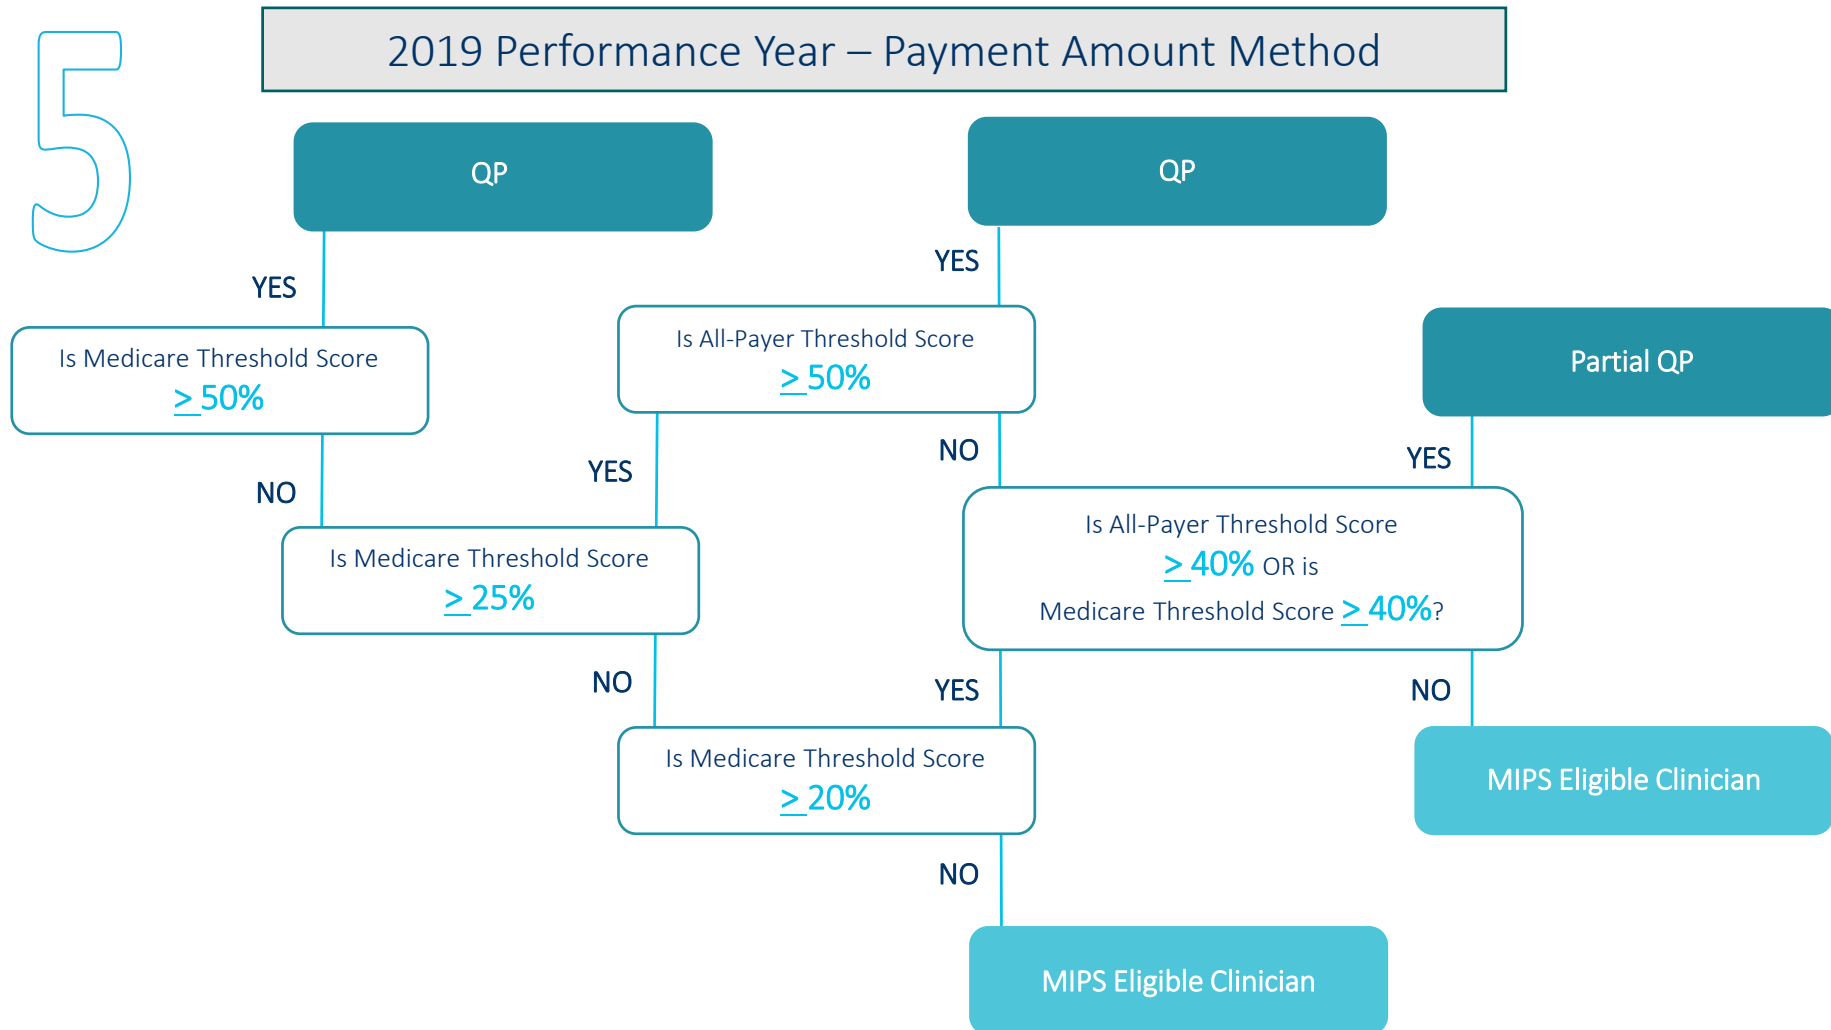 5
2019 Performance Year – Payment Amount Method
QP
QP
YES
YES
Is Medicare Threshold Score
≥ 50%
Is All-Payer Threshold Score
≥ 50%
Partial QP
NO
YES
NO
YES
Is Medicare Threshold Score
≥ 25%
Is All-Payer Threshold Score
≥ 40% OR is
Medicare Threshold Score ≥ 40%?
NO
YES
NO
Is Medicare Threshold Score
≥ 20%
MIPS Eligible Clinician
NO
MIPS Eligible Clinician